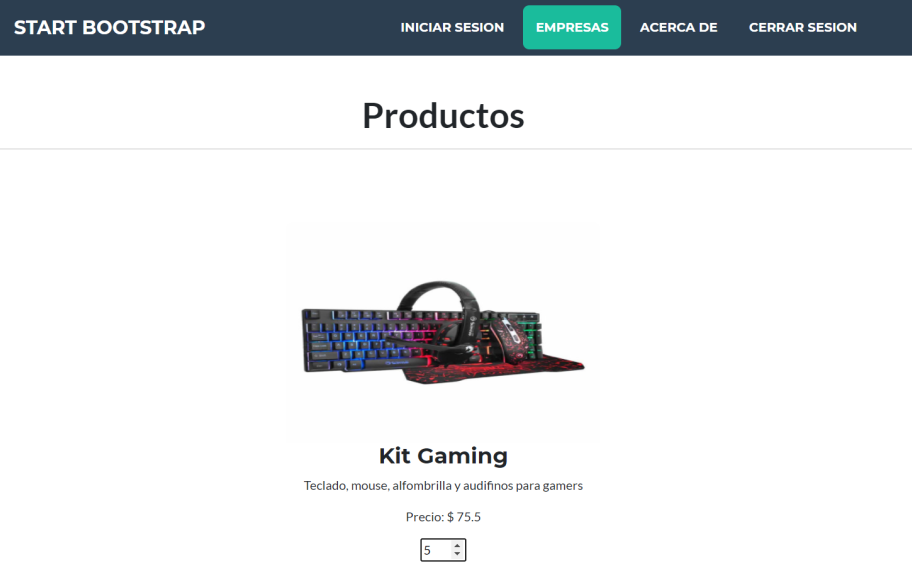 START BOOTSTRAP INICIAR SESION EMPRESAS ACERCA DE CERRAR SESION
Productos
Kit Gaming
Teclado, mouse, alfombrilla y audifinos para gamers
Precio: $ 75.5
5